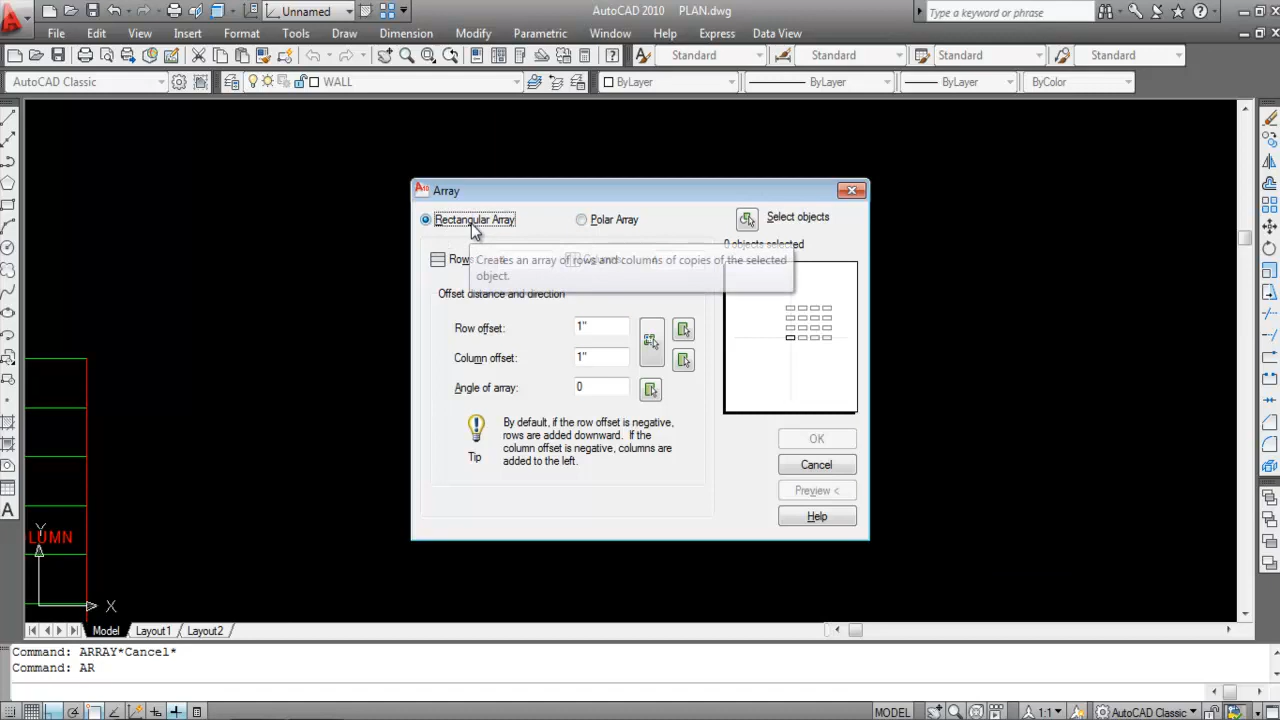 Unnamed
AutoCAD 2010 PLAN.dwg
Type a keyword or phrase
File Edit View Insert Format Tools Draw Dimension Modify Parametric Window Help Express Data View
Standard Standard Standard Standard
AutoCAD Classic WALL ByLayer ByLayer ByLayer ByColor
Array
Rectangular Array Polar Array Select objects
0 objects selected
Rows
Creates an array of rows and columns of copies of the selected
object.
Offset distance and direction
Row offset: 1"
Column offset: 1"
Angle of array: 0
By default, if the row offset is negative,
rows are added downward. If the
column offset is negative, columns are
added to the left.
Tip
OK
Cancel
Preview <
Help
LUMN
Y
X
Model Layout1 Layout2
Command: ARRAY*Cancel*
Command: AR
MODEL 1:1 AutoCAD Classic